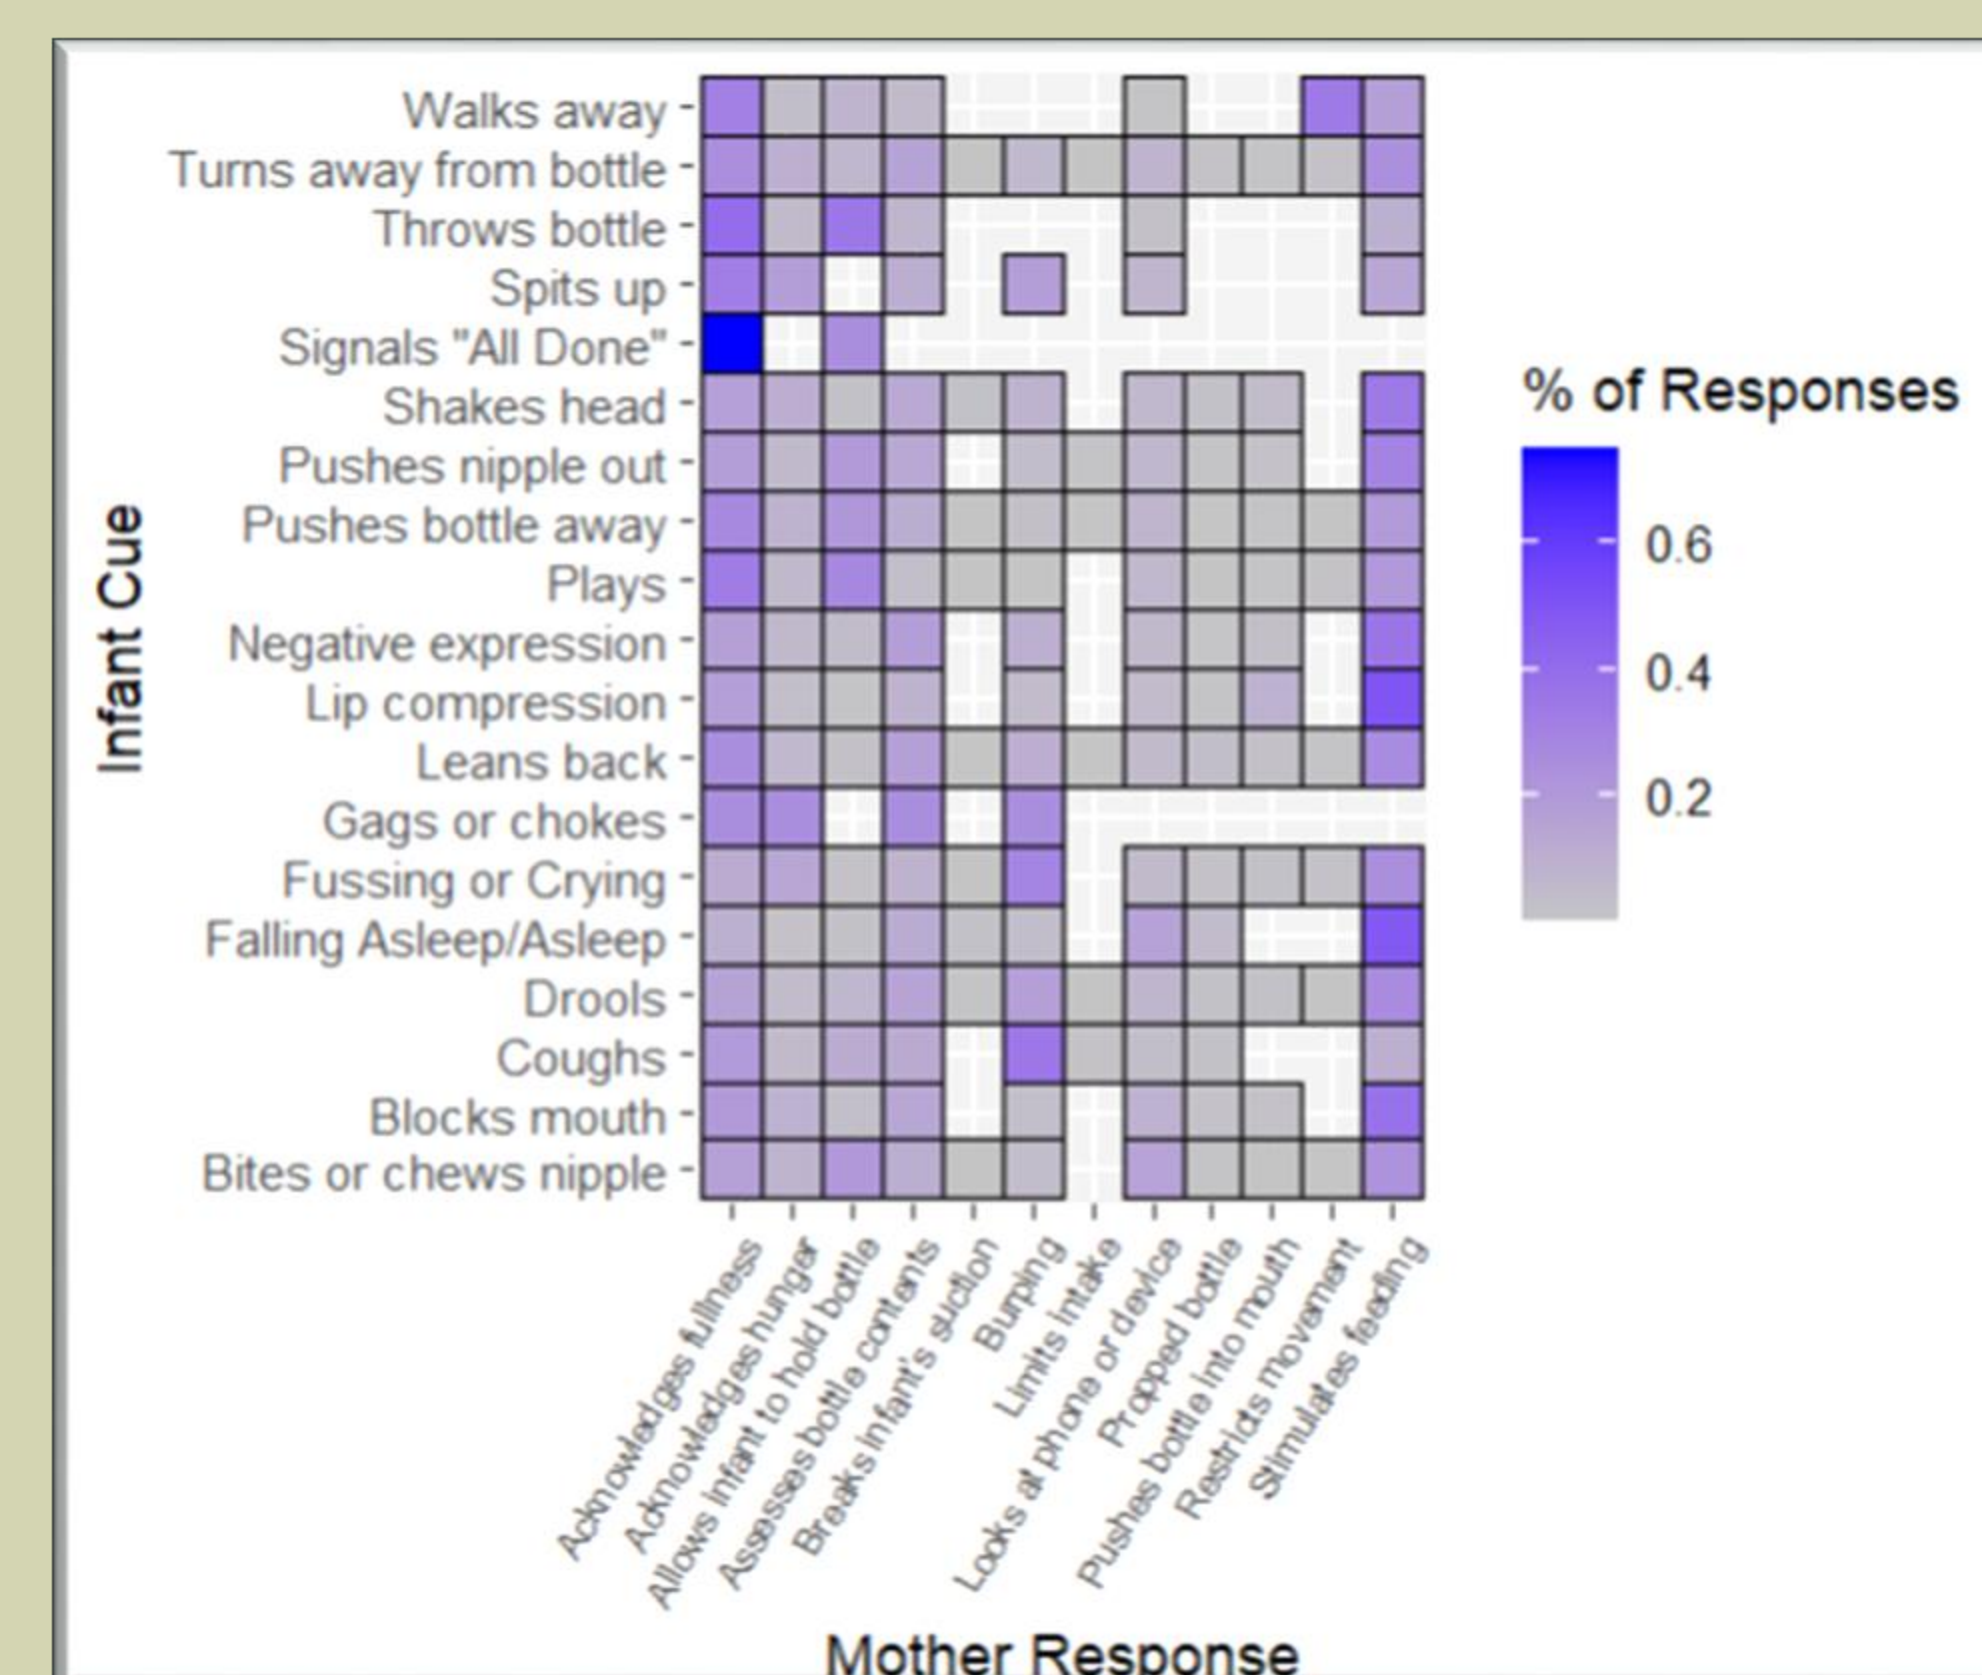 Walks away
Turns away from bottle
Throws bottle
Spits up
Signals "All Done"
Shakes head
Pushes nipple out
Pushes bottle away
Plays
Negative expression
Lip compression
Leans back
Gags or chokes
Fussing or Crying
Falling Asleep/Asleep
Drools
Coughs
Blocks mouth
Bites or chews nipple
Infant Cue
% of Responses
0.6
0.4
0.2
Acknowledges fullness
Acknowledges hunger
Allows infant to hold bottle
Assesses bottle contents
Breaks infant's suction
Burping
Limits intake
Looks at phone or device
Propped bottle
Pushes bottle into mouth
Restricts movement
Stimulates feeding
Mother Response